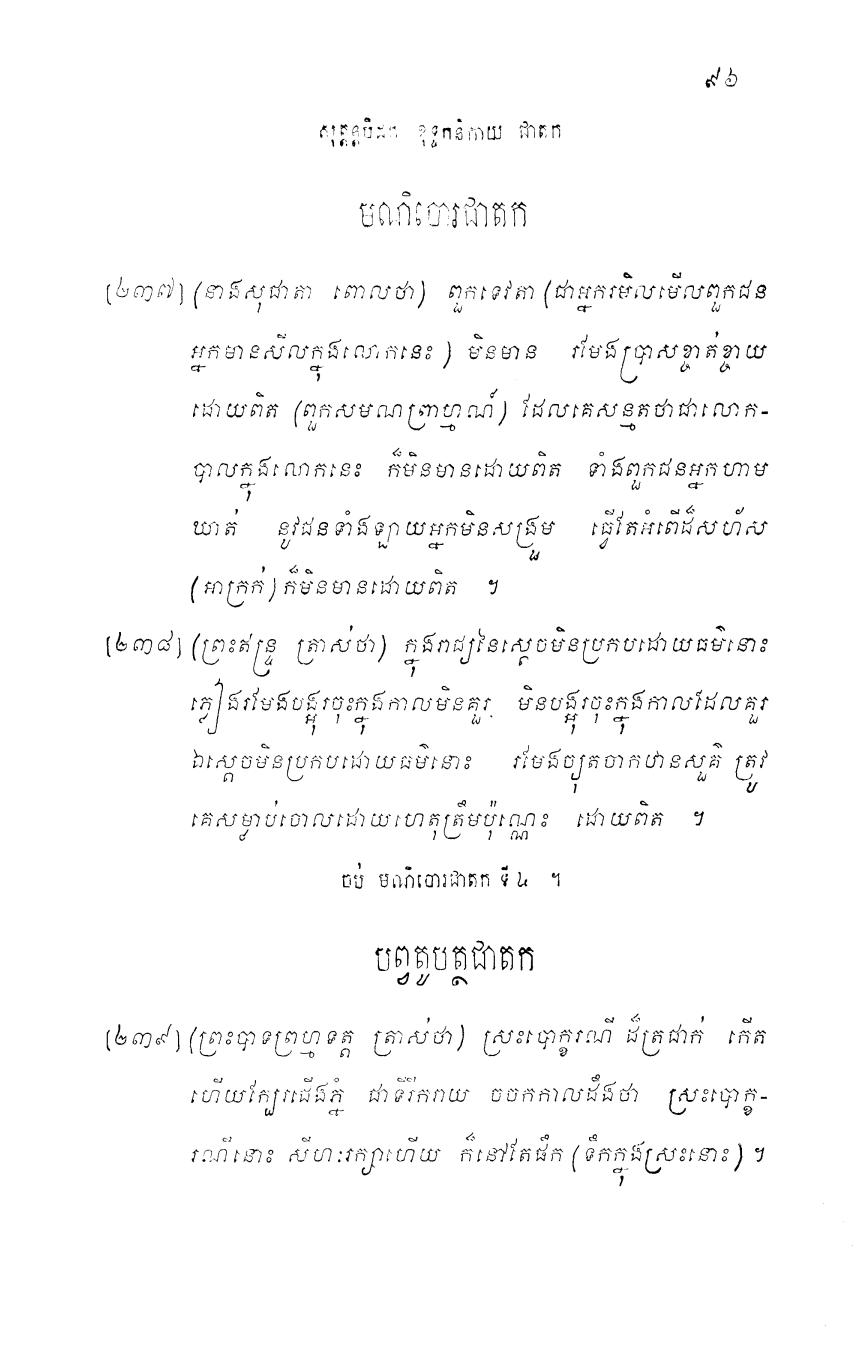 ៩៦
សុត្តន្តបិដក ខុទ្ទកនិកាយ ជាតក
មណិចោរជាតក
[២៣៧] (នាងសុជាតា ពោលថា) ពួកទេវតា (ជាអ្នករមិលមើលពួកជន
អ្នកមានសីលក្នុងលោកនេះ) មិនមាន រមែងប្រាសខ្ចាត់ខ្ចាយ
ដោយពិត (ពួកសមណព្រាហ្មណ៍) ដែលគេសន្មតថាជាលោក-
បាលក្នុងលោកនេះ ក៏មិនមានដោយពិត ទាំងពួកជនអ្នកហាម
ឃាត់ នូវជនទាំងឡាយអ្នកមិនសង្រួម ធ្វើតែអំពើដ៏សហ័ស
(អាក្រក់) ក៏មិនមានដោយពិត ។
[២៣៨] (ព្រះឥន្ទ្រ ត្រាស់ថា) ក្នុងរាជ្យនៃស្តេចមិនប្រកបដោយធម៌នោះ
ភ្លៀងរមែងបង្អុរចុះក្នុងកាលមិនគួរ មិនបង្អុរចុះក្នុងកាលដែលគួរ
ឯស្តេចមិនប្រកបដោយធម៌នោះ រមែងច្យុតចាកឋានសួគ៌ ត្រូវ
គេសម្លាប់ចោលដោយហេតុត្រឹមប៉ុណ្ណេះ ដោយពិត ។
ចប់ មណិចោរជាតក ទី៤ ។
បព្វតូបត្ថជាតក
[២៣៩] (ព្រះបាទព្រហ្មទត្ត ត្រាស់ថា) ស្រះបោក្ខរណី ដ៏ត្រជាក់ កើត
ហើយក្បែរជើងភ្នំ ជាទីរីករាយ ចចកកាលដឹងថា ស្រះបោក្ខ-
រណីនោះ សីហៈរក្សាហើយ ក៏នៅតែផឹក (ទឹកក្នុងស្រះនោះ) ។